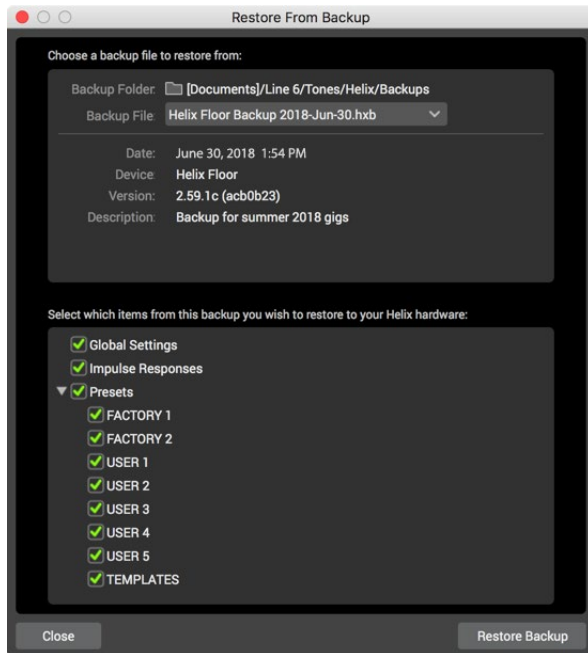 Restore From Backup
Choose a backup file to restore from:
Backup Folder: [Documents]/Line 6/Tones/Helix/Backups
Backup File: Helix Floor Backup 2018-Jun-30.hxb
Date: June 30, 2018 1:54 PM
Device: Helix Floor
Version: 2.59.1c (acb0b23)
Description: Backup for summer 2018 gigs
Select which items from this backup you wish to restore to your Helix hardware:
Global Settings
Impulse Responses
Presets
FACTORY 1
FACTORY 2
USER 1
USER 2
USER 3
USER 4
USER 5
TEMPLATES
Close Restore Backup